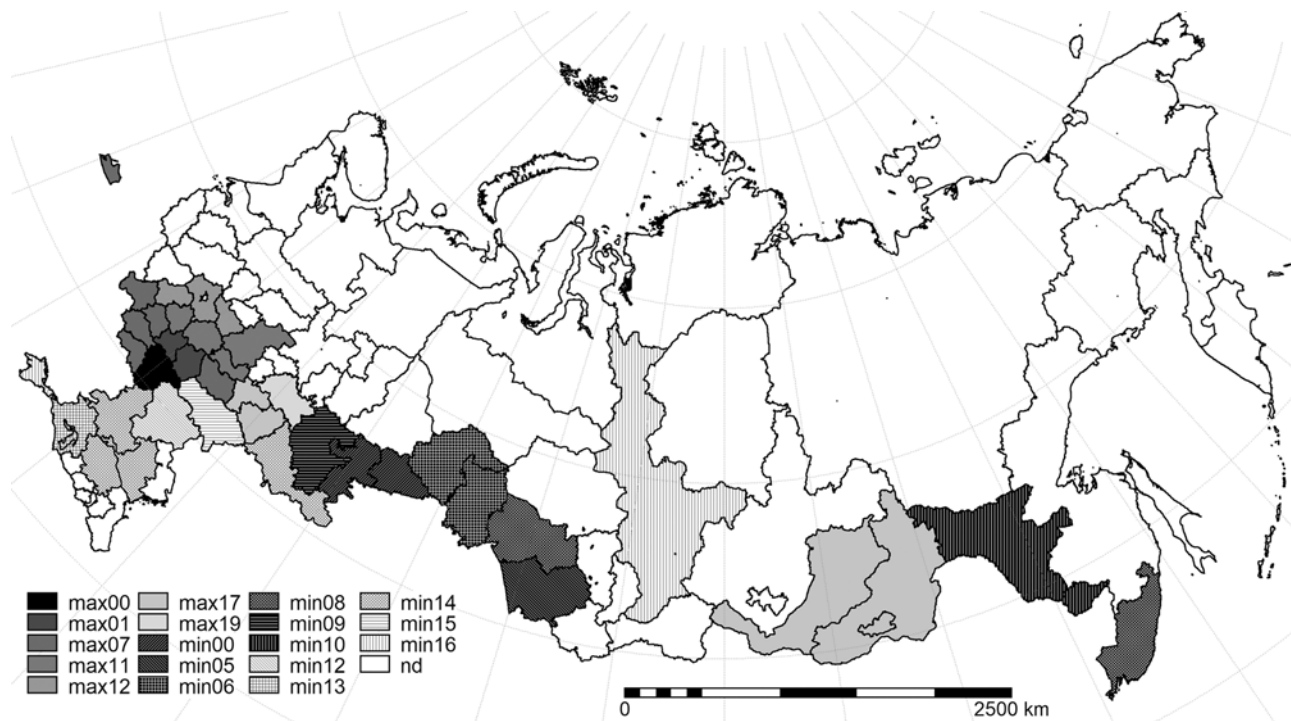 max00 max17 min08 min14
max01 max19 min09 min15
max07 min00 min10 min16
max11 min05 min12 nd
max12 min06 min13
0 2500 km